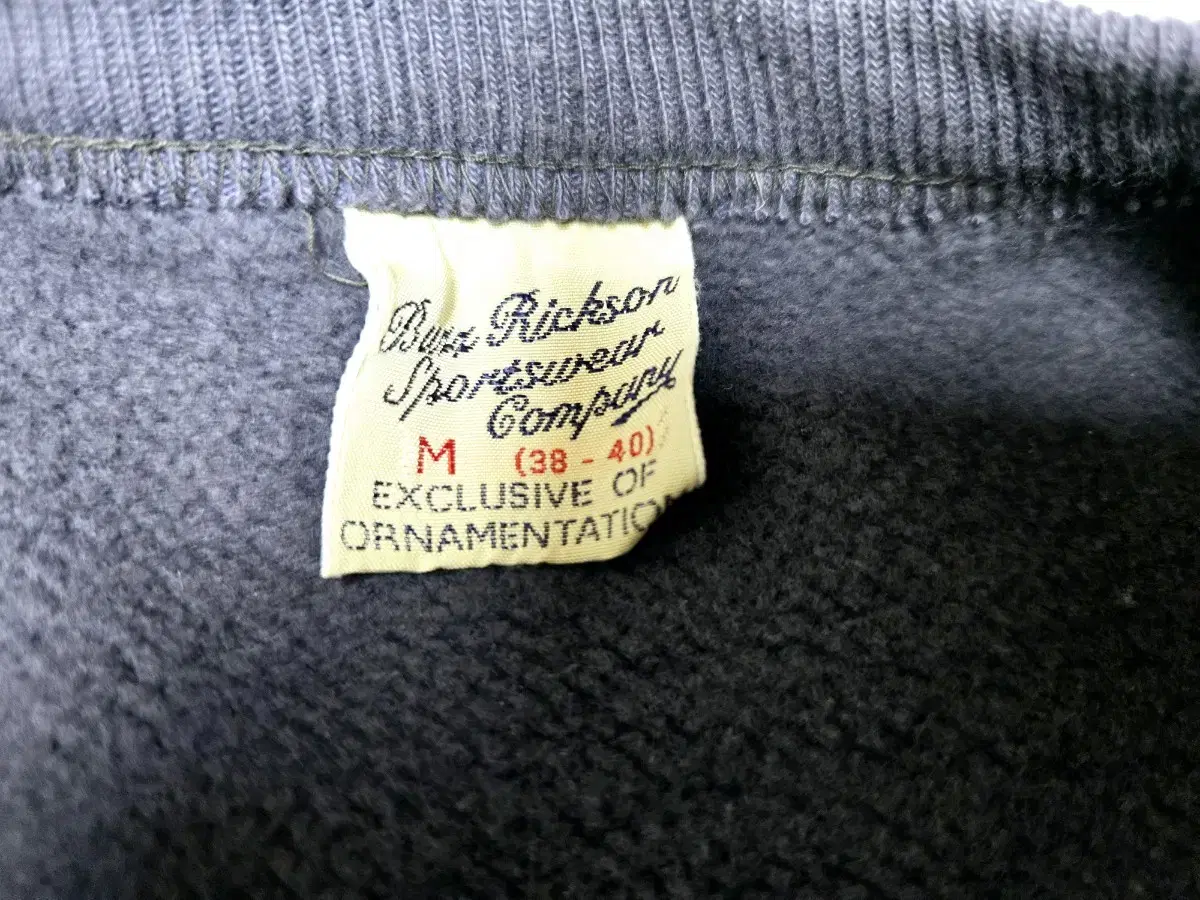 Buzz Rickson
Sportswear
Company
M (38 - 40)
EXCLUSIVE OF
ORNAMENTATION